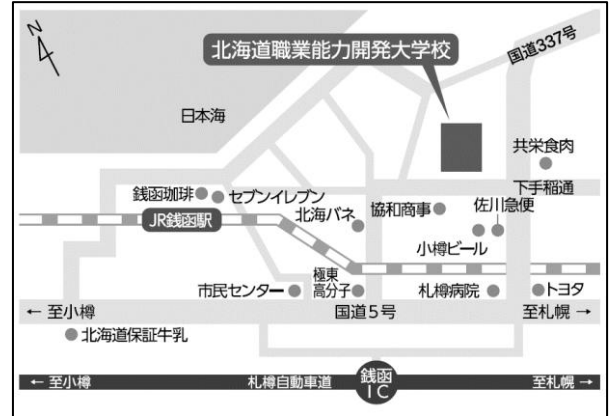 N
北海道職業能力開発大学校
国道337号
日本海
共栄食肉
下手稲通
銭函珈琲
セブンイレブン
北海バネ
協和商事
佐川急便
JR銭函駅
小樽ビール
市民センター
極東
高分子
札樽病院
トヨタ
← 至小樽
国道5号
至札幌 →
北海道保証牛乳
← 至小樽
札樽自動車道
銭函
IC
至札幌 →